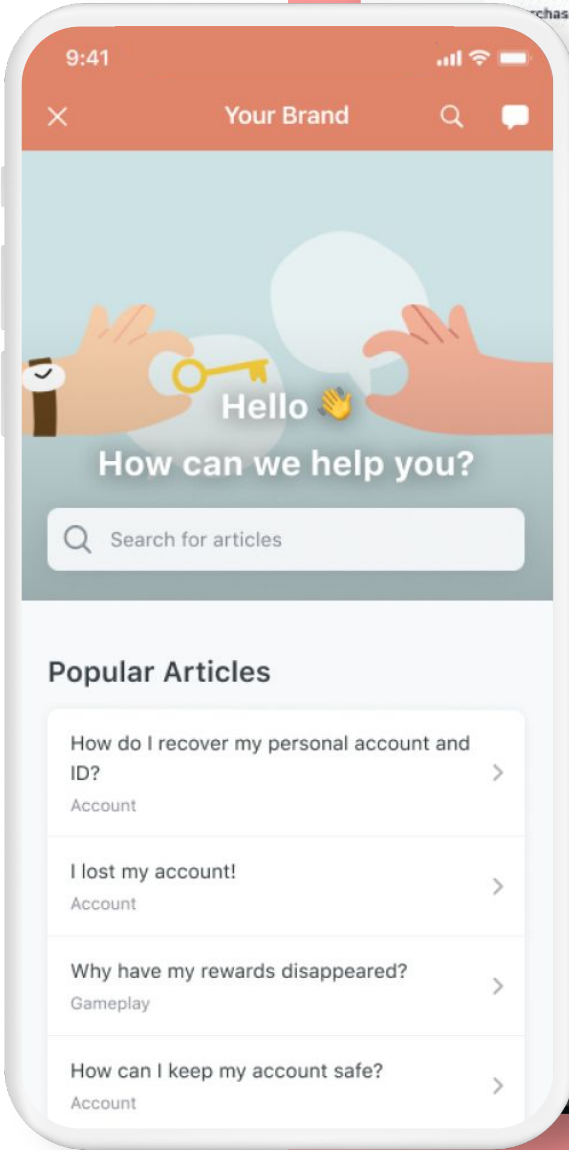 9:41
Your Brand
Hello 👋
How can we help you?
Search for articles
Popular Articles
How do I recover my personal account and
ID?
Account
I lost my account!
Account
Why have my rewards disappeared?
Gameplay
How can I keep my account safe?
Account